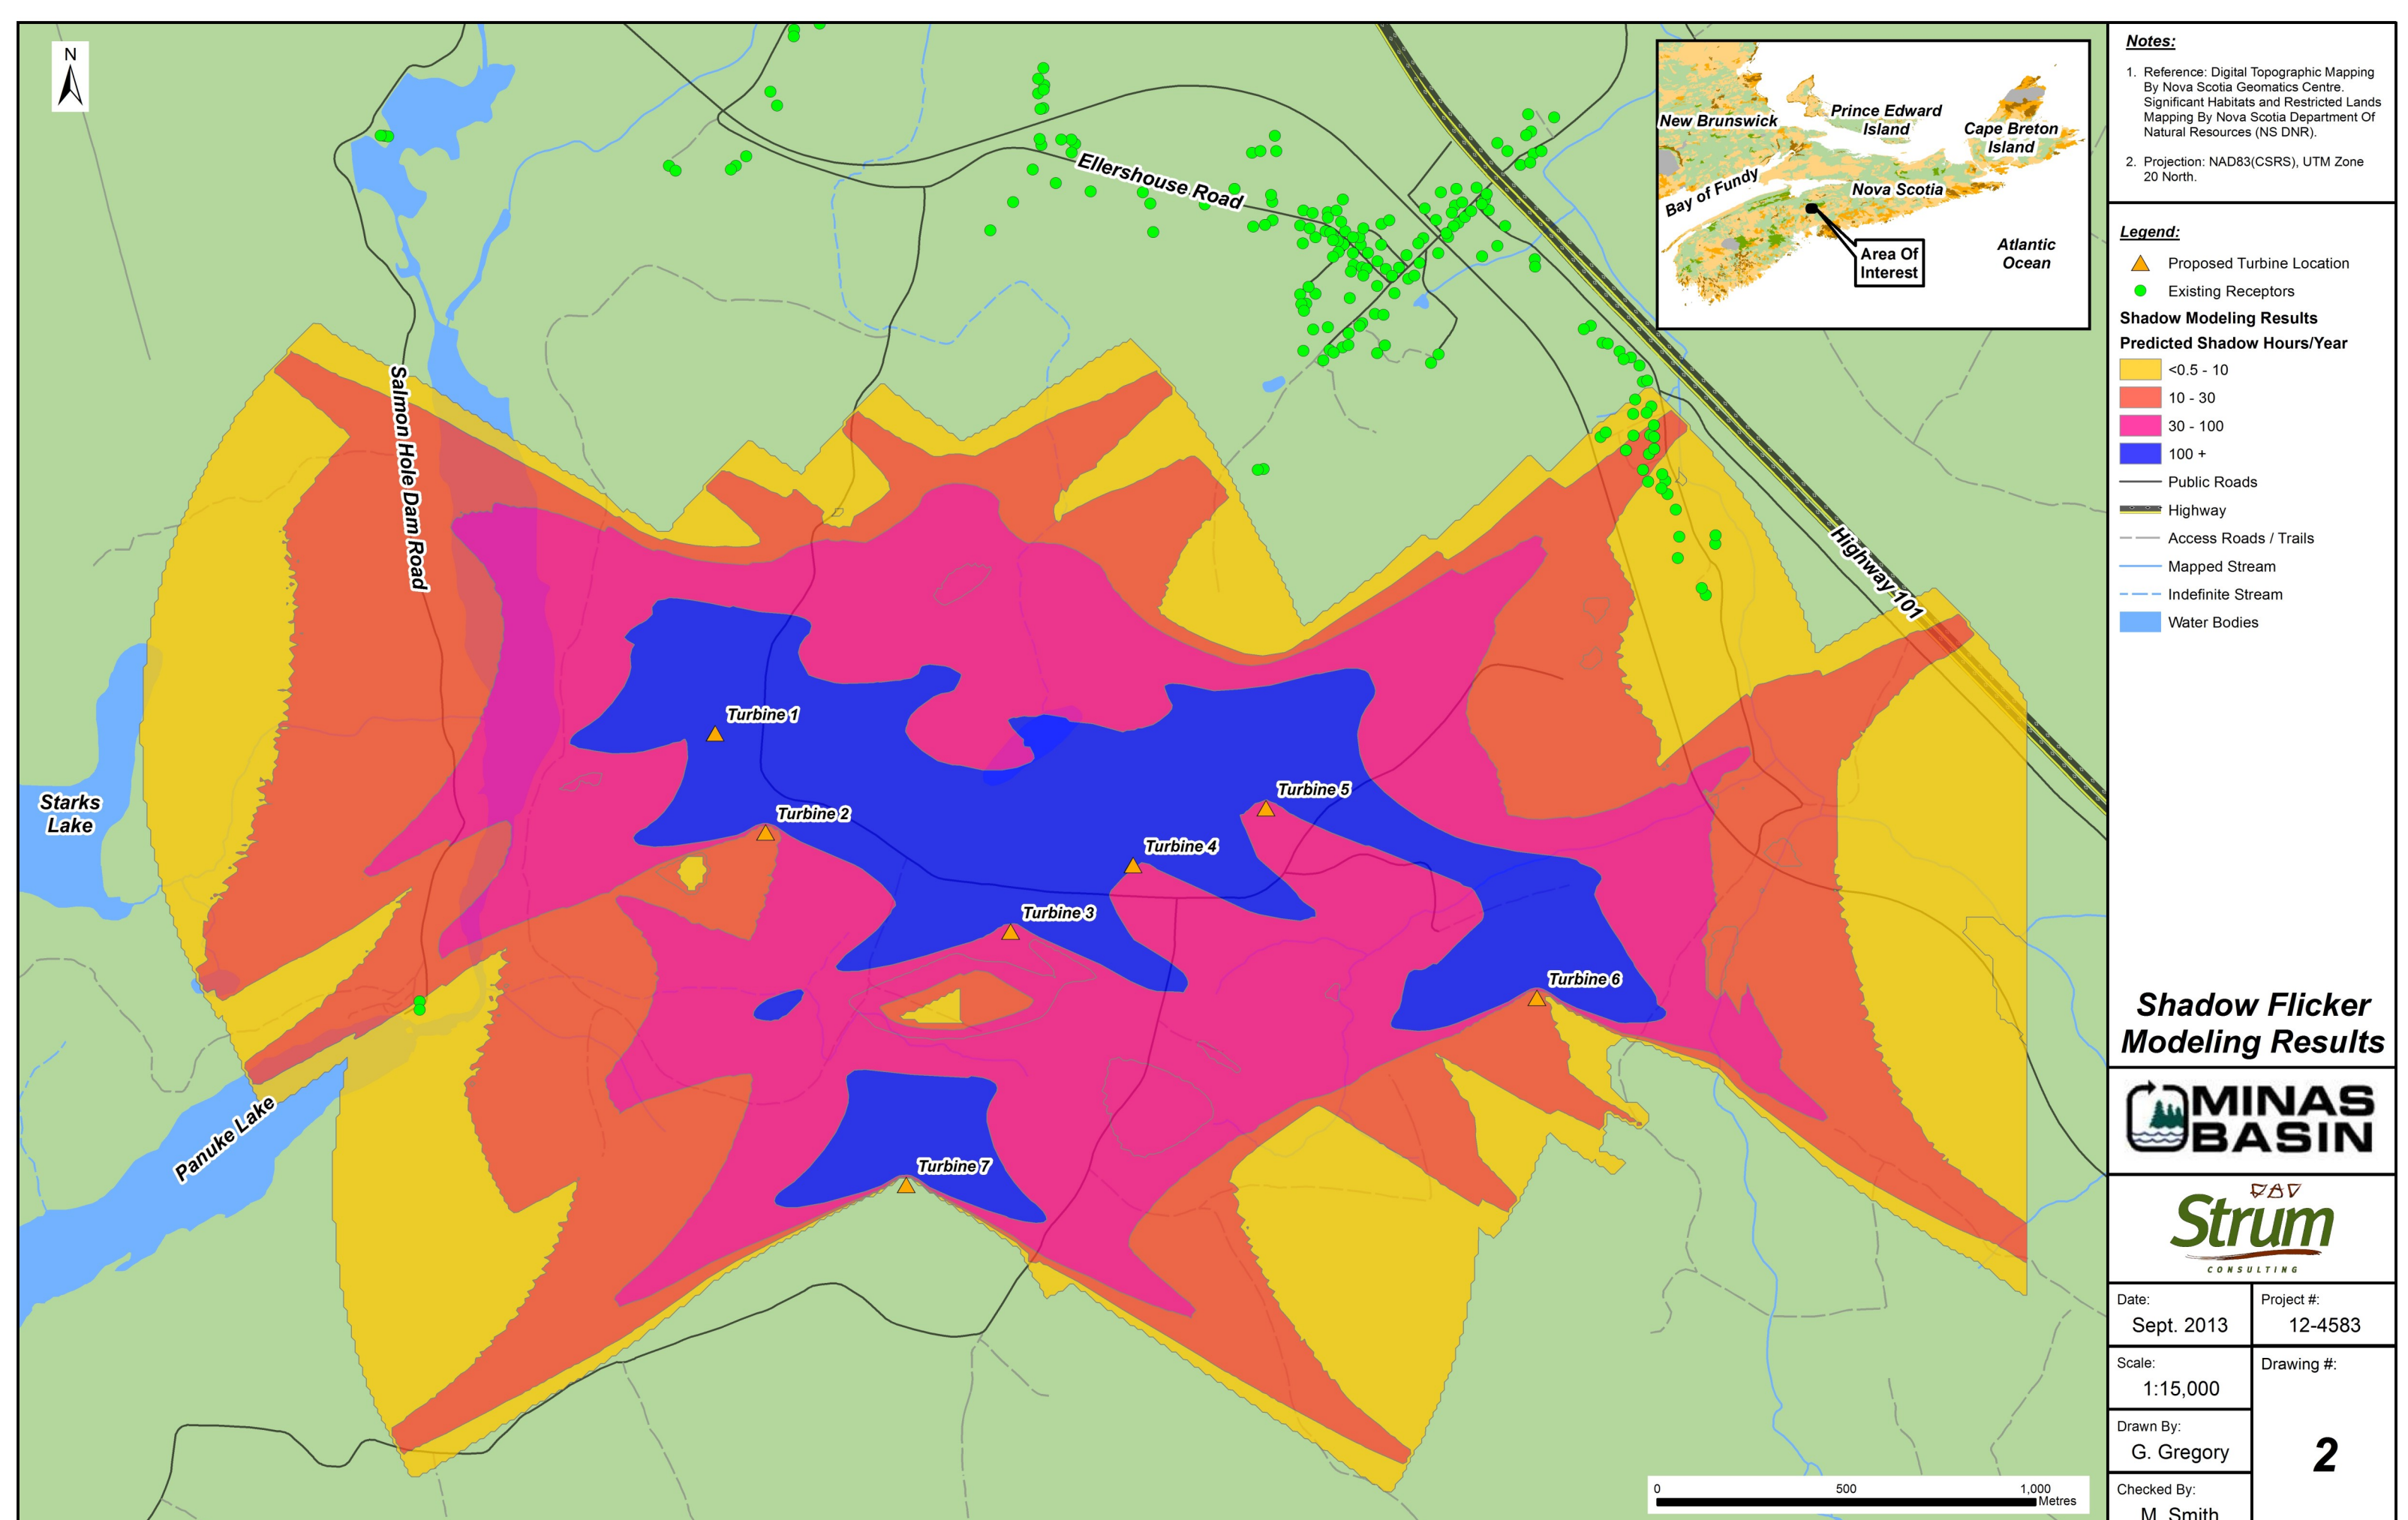 N
Salmon Hole Dam Road
Ellershouse Road
Highway 101
Starks
Lake
Panuke Lake
Turbine 1
Turbine 2
Turbine 3
Turbine 4
Turbine 5
Turbine 6
Turbine 7
New Brunswick
Prince Edward
Island
Cape Breton
Island
Bay of Fundy
Nova Scotia
Area Of
Interest
Atlantic
Ocean
0 500 1,000
Metres
Notes:
1. Reference: Digital Topographic Mapping
By Nova Scotia Geomatics Centre.
Significant Habitats and Restricted Lands
Mapping By Nova Scotia Department Of
Natural Resources (NS DNR).
2. Projection: NAD83(CSRS), UTM Zone
20 North.
Legend:
Proposed Turbine Location
Existing Receptors
Shadow Modeling Results
Predicted Shadow Hours/Year
<0.5 - 10
10 - 30
30 - 100
100 +
Public Roads
Highway
Access Roads / Trails
Mapped Stream
Indefinite Stream
Water Bodies
Shadow Flicker
Modeling Results
MINAS
BASIN
Strum
CONSULTING
Date:
Sept. 2013
Project #:
12-4583
Scale:
1:15,000
Drawing #:
2
Drawn By:
G. Gregory
Checked By:
M. Smith